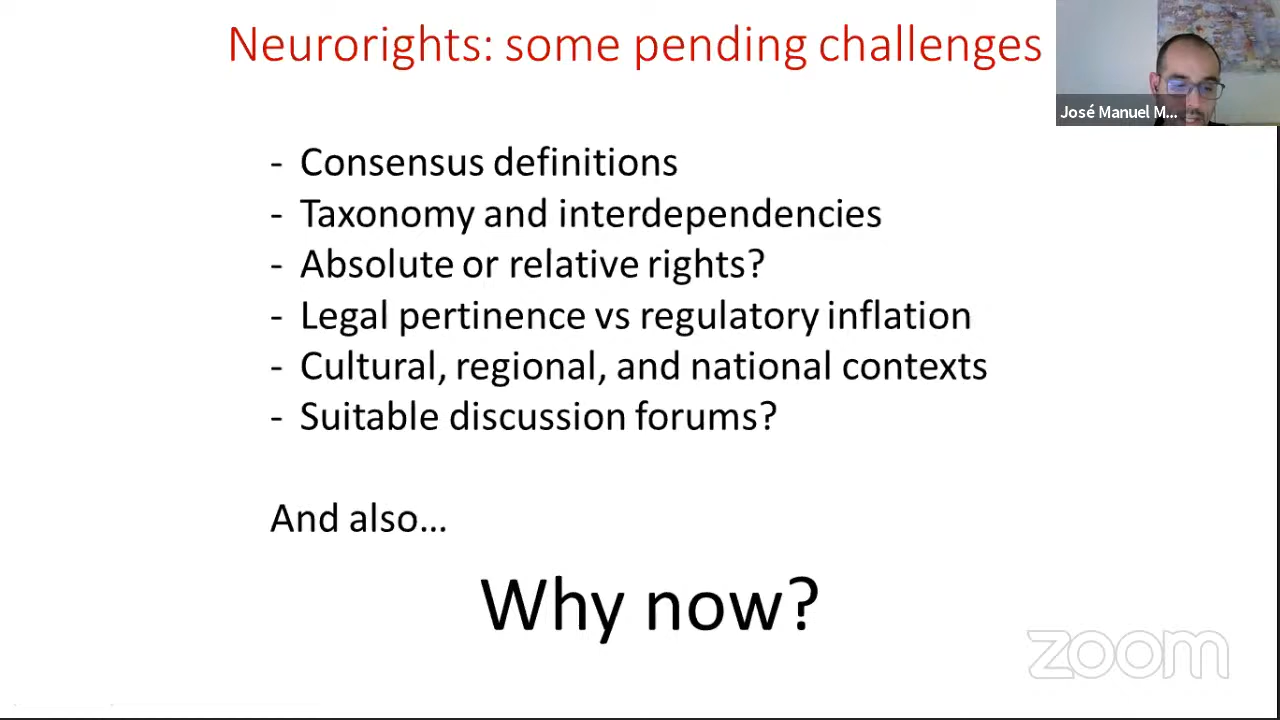 Neurorights: some pending challenges
José Manuel M...
- Consensus definitions
- Taxonomy and interdependencies
- Absolute or relative rights?
- Legal pertinence vs regulatory inflation
- Cultural, regional, and national contexts
- Suitable discussion forums?
And also…
Why now?
zoom